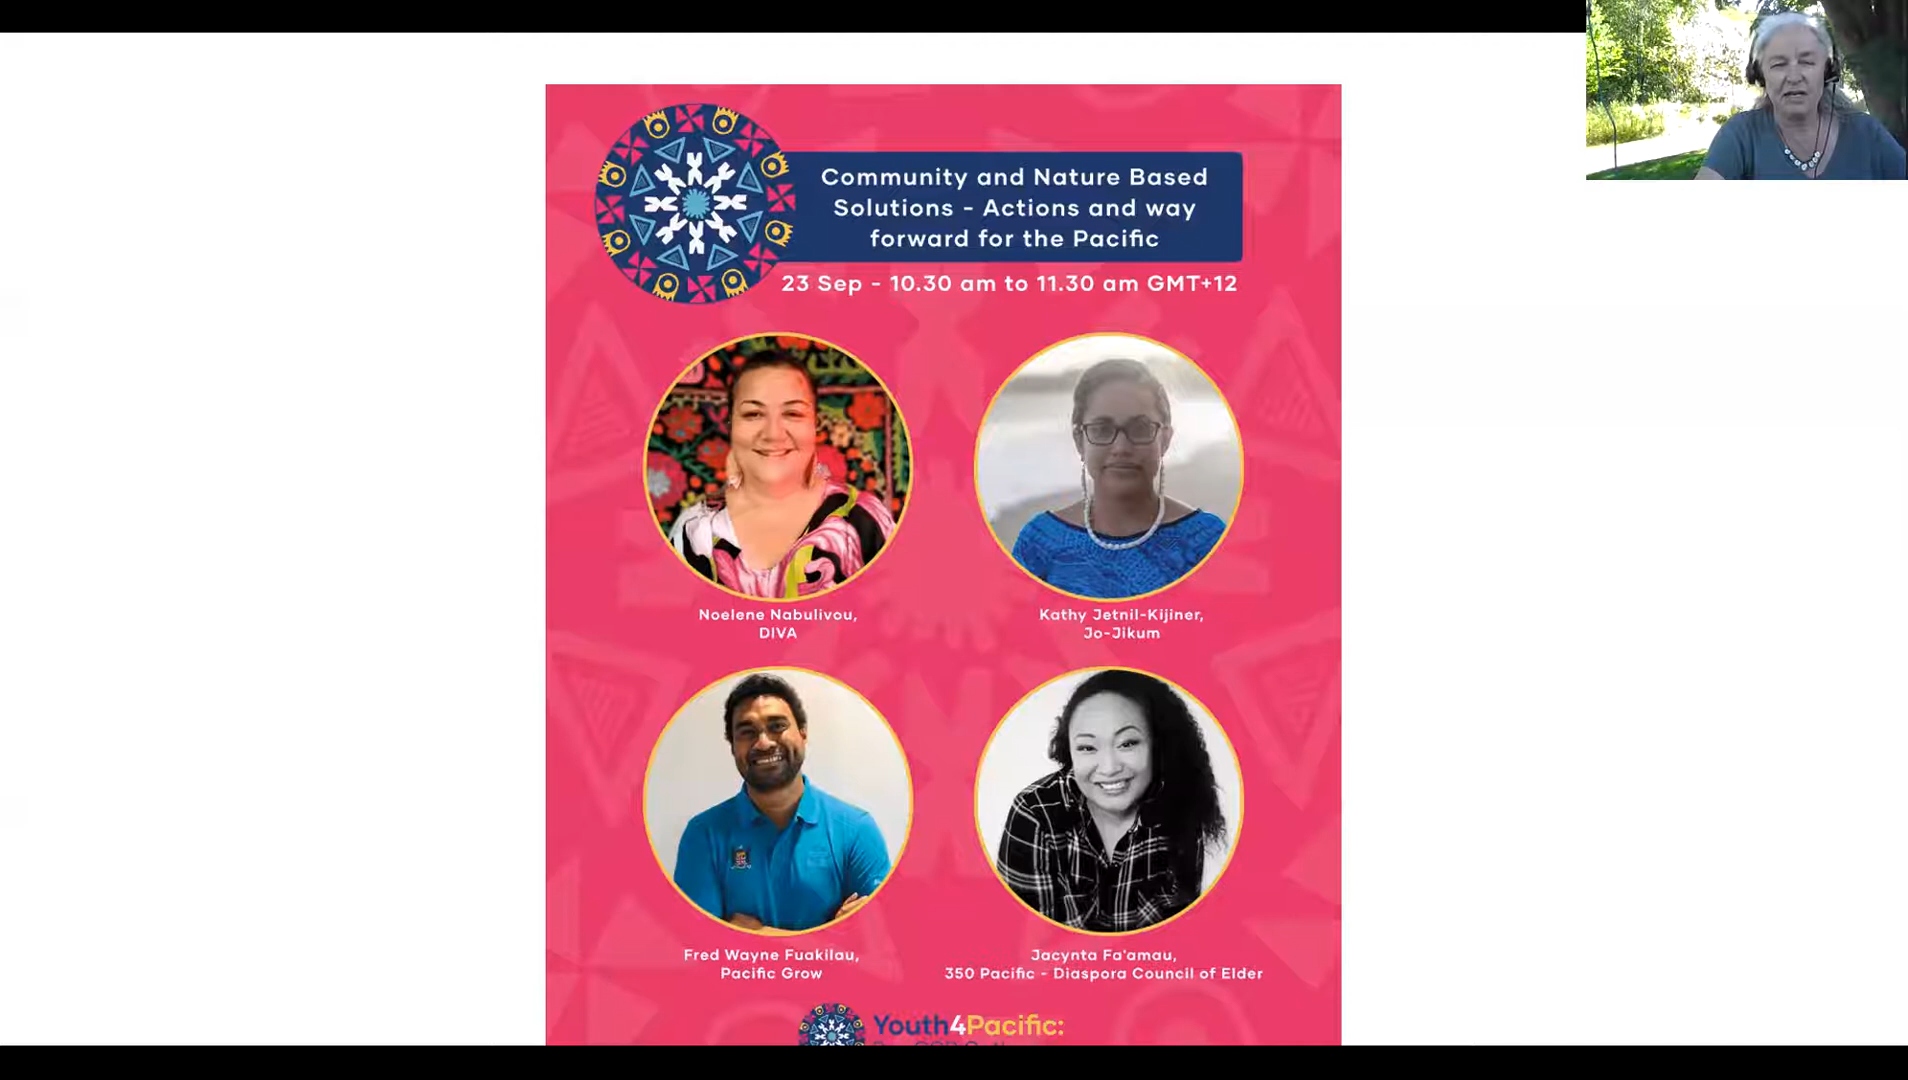 Community and Nature Based
Solutions - Actions and way
forward for the Pacific
23 Sep - 10.30 am to 11.30 am GMT+12
Noelene Nabulivou,
DIVA
Kathy Jetnil-Kijiner,
Jo-Jikum
Fred Wayne Fuakilau,
Pacific Grow
Jacynta Fa'amau,
350 Pacific - Diaspora Council of Elder
Youth4Pacific: